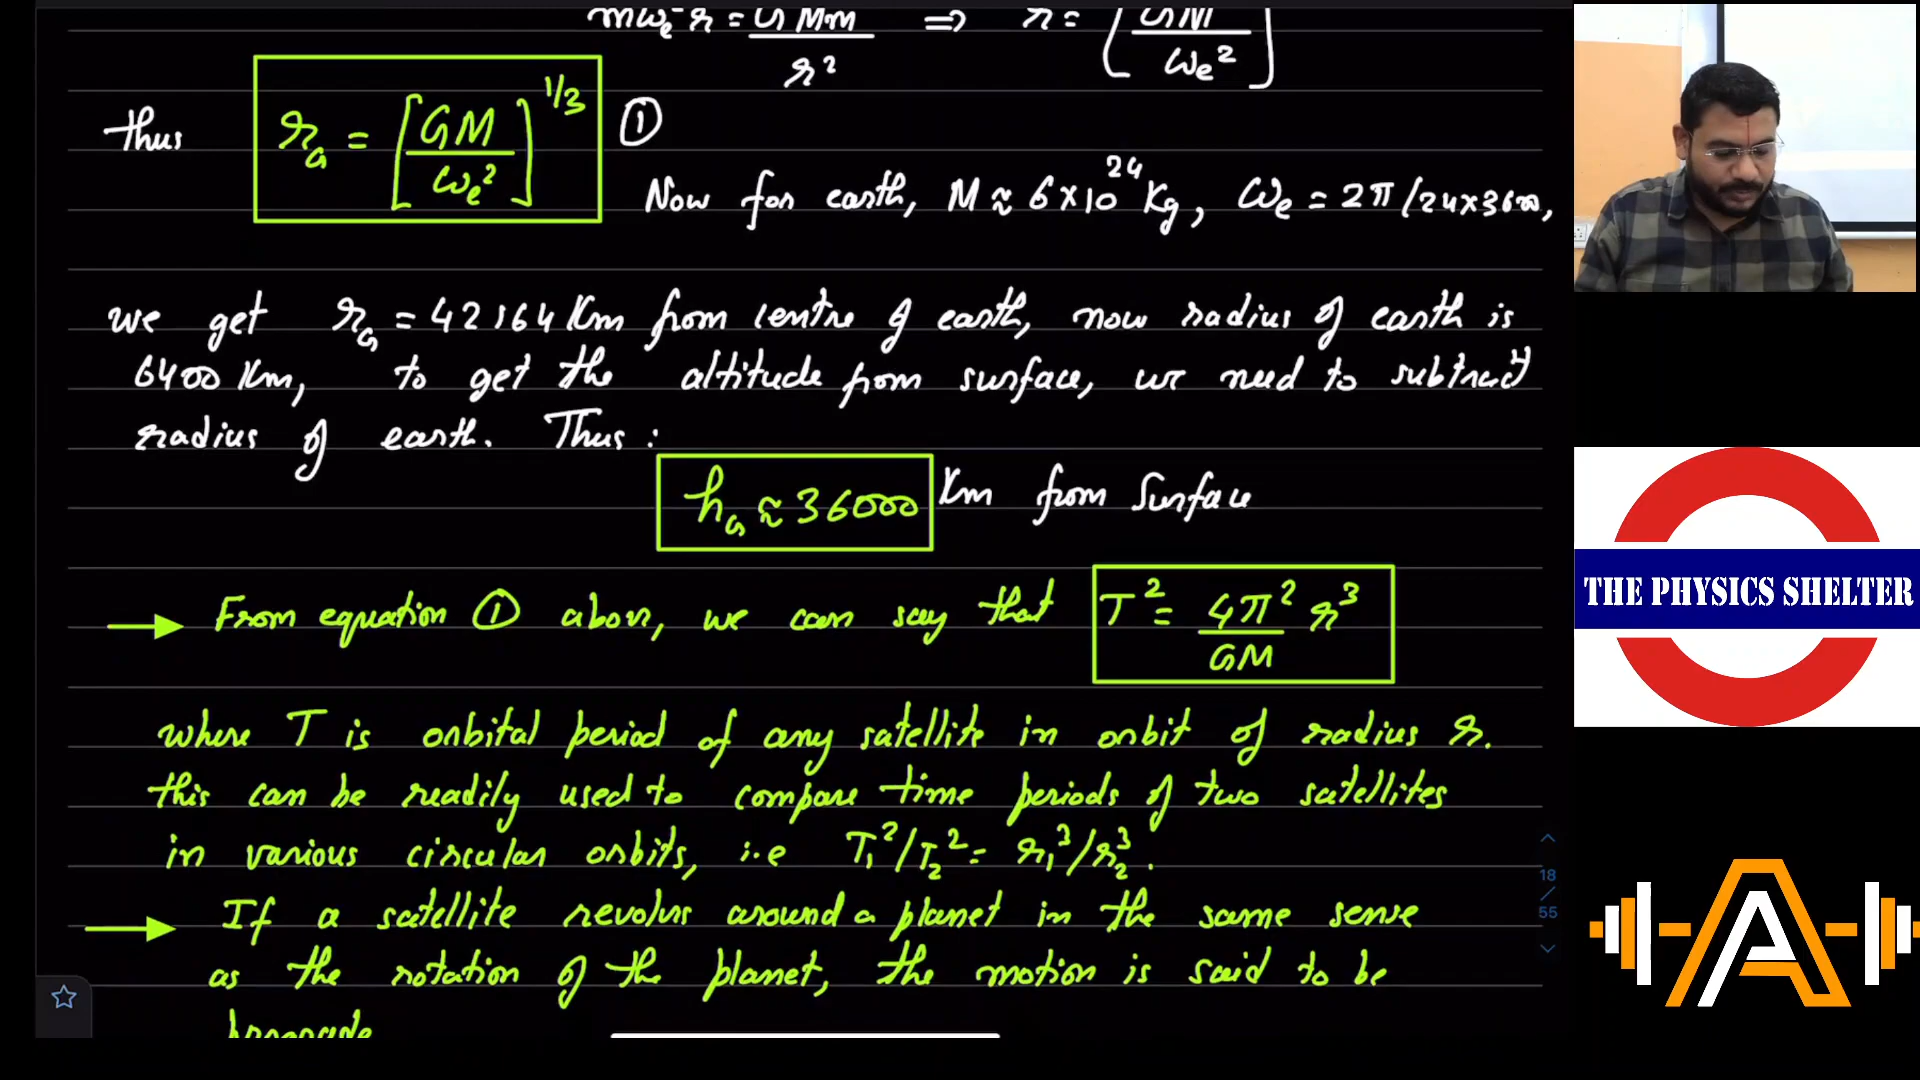 mωe²r = GMm/r² ⇒ r = [GM/ωe²]
thus rG = [GM/ωe²]^1/3 ①
Now for earth, M ≈ 6×10^24 Kg, ωe = 2π/24×3600,
we get rG = 42164 Km from centre of earth, now radius of earth is
6400 Km, to get the altitude from surface, we need to subtract
radius of earth. Thus:
hG ≈ 36000 Km from surface
→ From equation ① above, we can say that T² = 4π²/GM r³
where T is orbital period of any satellite in orbit of radius r.
this can be readily used to compare time periods of two satellites
in various circular orbits, i.e T₁²/T₂² = r₁³/r₂³.
→ If a satellite revolves around a planet in the same sense
as the rotation of the planet, the motion is said to be
18
/
55
THE PHYSICS SHELTER